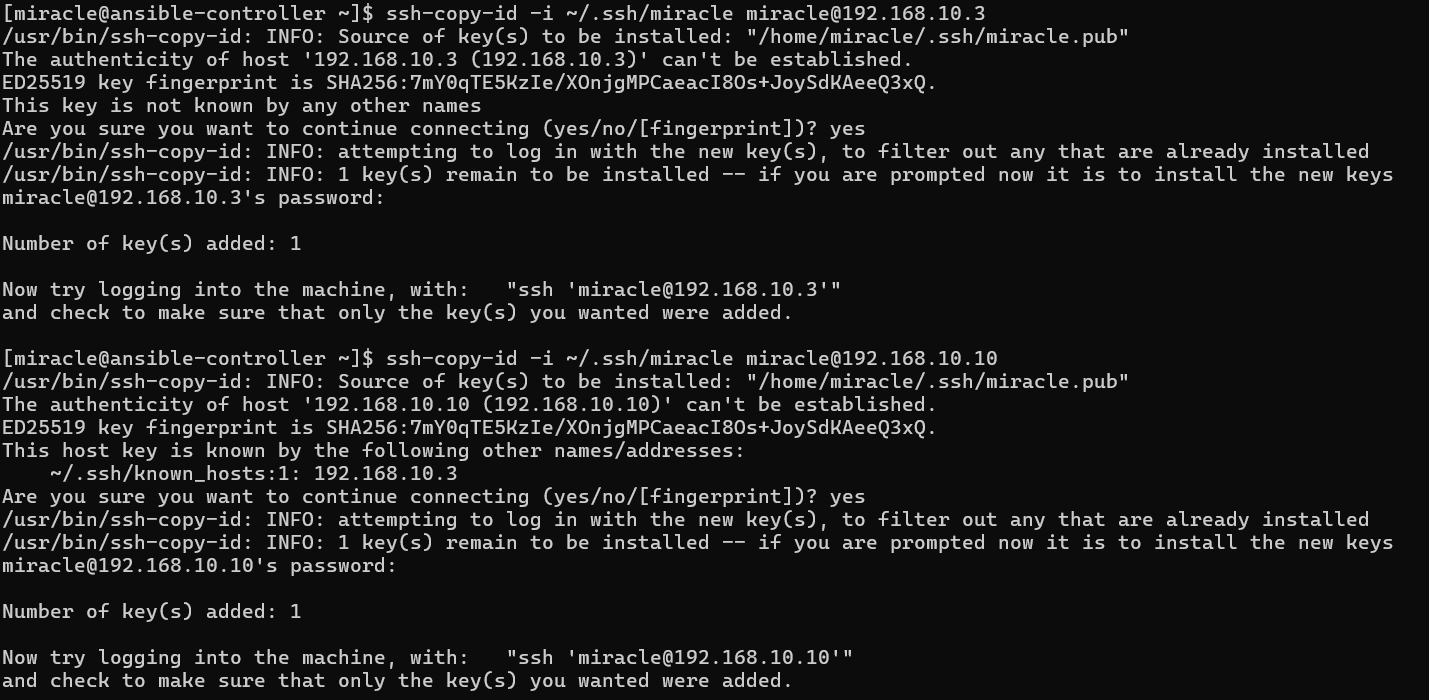 [miracle@ansible-controller ~]$ ssh-copy-id -i ~/.ssh/miracle miracle@192.168.10.3
/usr/bin/ssh-copy-id: INFO: Source of key(s) to be installed: "/home/miracle/.ssh/miracle.pub"
The authenticity of host '192.168.10.3 (192.168.10.3)' can't be established.
ED25519 key fingerprint is SHA256:7mY0qTE5KzIe/XOnjgMPCaeacI8Os+JoySdKAeeQ3xQ.
This key is not known by any other names
Are you sure you want to continue connecting (yes/no/[fingerprint])? yes
/usr/bin/ssh-copy-id: INFO: attempting to log in with the new key(s), to filter out any that are already installed
/usr/bin/ssh-copy-id: INFO: 1 key(s) remain to be installed -- if you are prompted now it is to install the new keys
miracle@192.168.10.3's password:
Number of key(s) added: 1
Now try logging into the machine, with:   "ssh 'miracle@192.168.10.3'"
and check to make sure that only the key(s) you wanted were added.
[miracle@ansible-controller ~]$ ssh-copy-id -i ~/.ssh/miracle miracle@192.168.10.10
/usr/bin/ssh-copy-id: INFO: Source of key(s) to be installed: "/home/miracle/.ssh/miracle.pub"
The authenticity of host '192.168.10.10 (192.168.10.10)' can't be established.
ED25519 key fingerprint is SHA256:7mY0qTE5KzIe/XOnjgMPCaeacI8Os+JoySdKAeeQ3xQ.
This host key is known by the following other names/addresses:
    ~/.ssh/known_hosts:1: 192.168.10.3
Are you sure you want to continue connecting (yes/no/[fingerprint])? yes
/usr/bin/ssh-copy-id: INFO: attempting to log in with the new key(s), to filter out any that are already installed
/usr/bin/ssh-copy-id: INFO: 1 key(s) remain to be installed -- if you are prompted now it is to install the new keys
miracle@192.168.10.10's password:
Number of key(s) added: 1
Now try logging into the machine, with:   "ssh 'miracle@192.168.10.10'"
and check to make sure that only the key(s) you wanted were added.